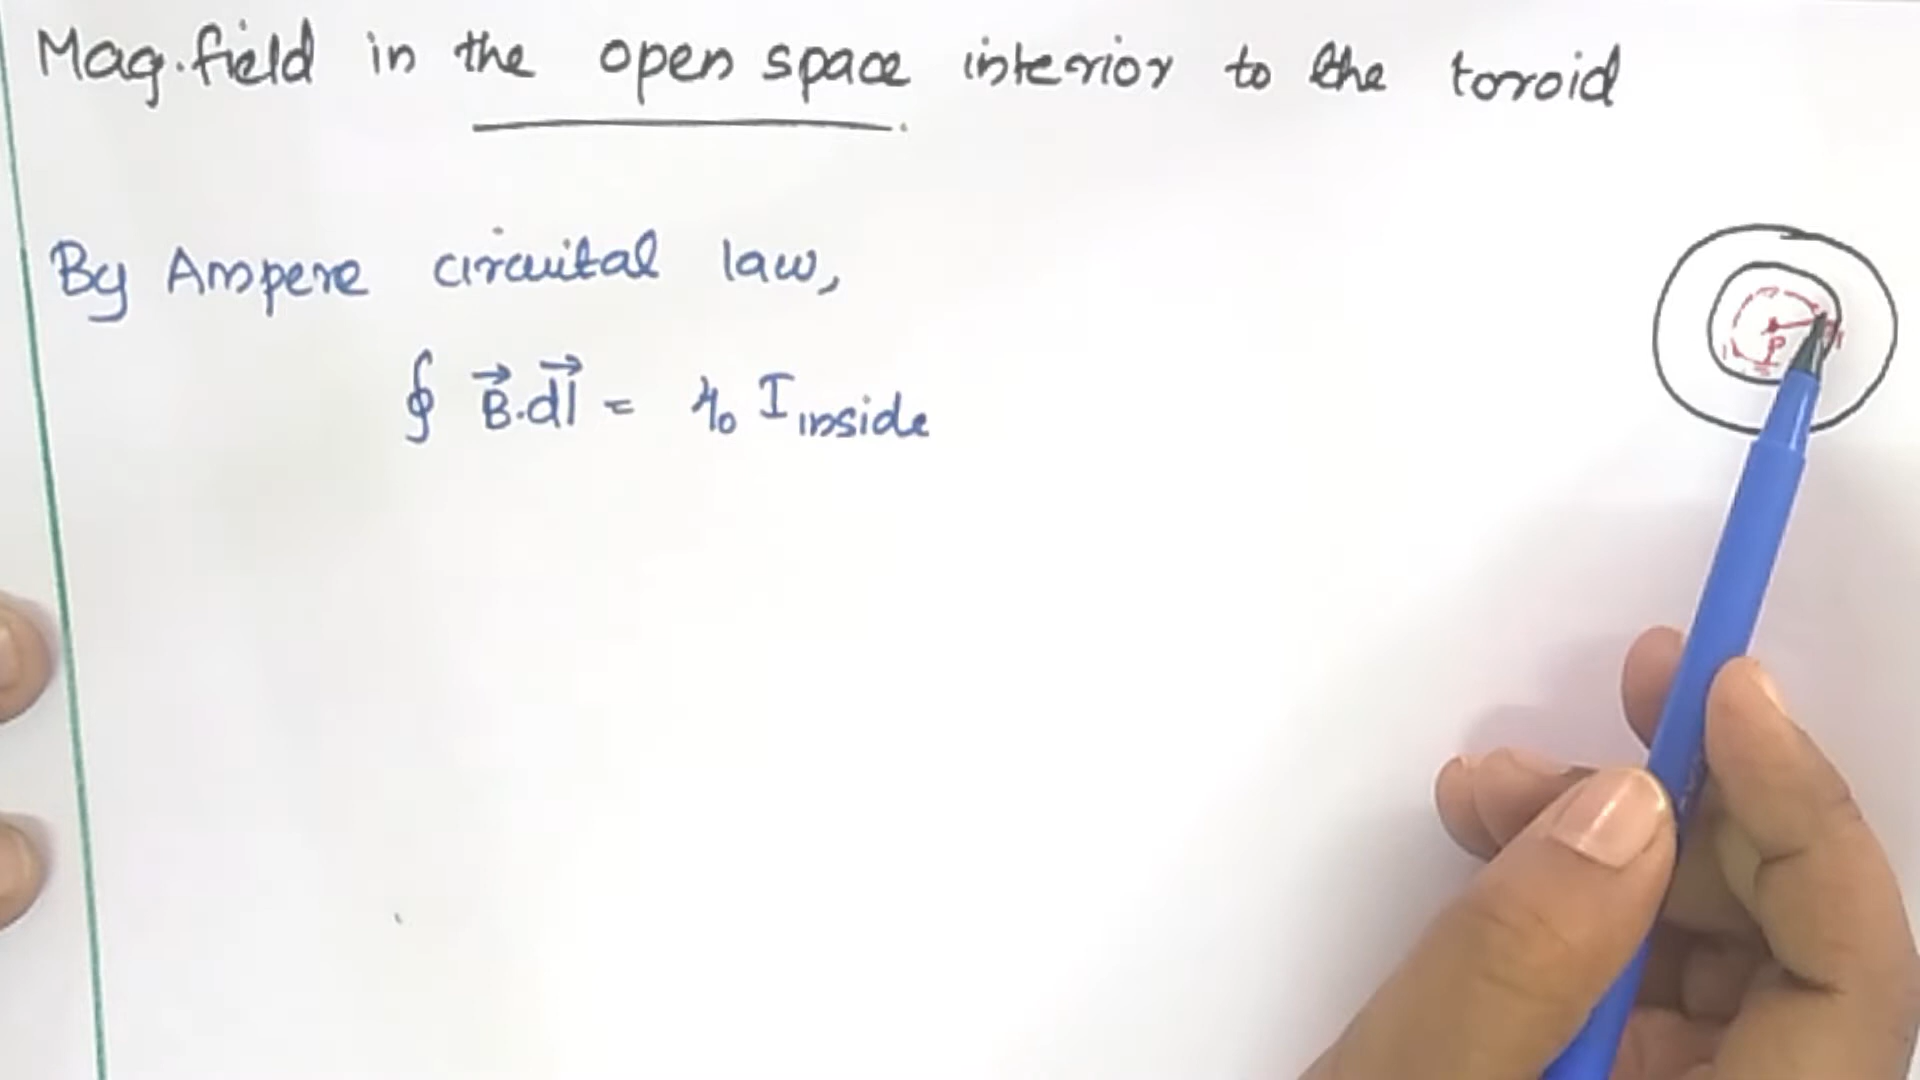 Mag. field in the open space interior to the toroid
By Ampere circuital law,
∮ B⃗.dl⃗ = μ₀ I inside
P